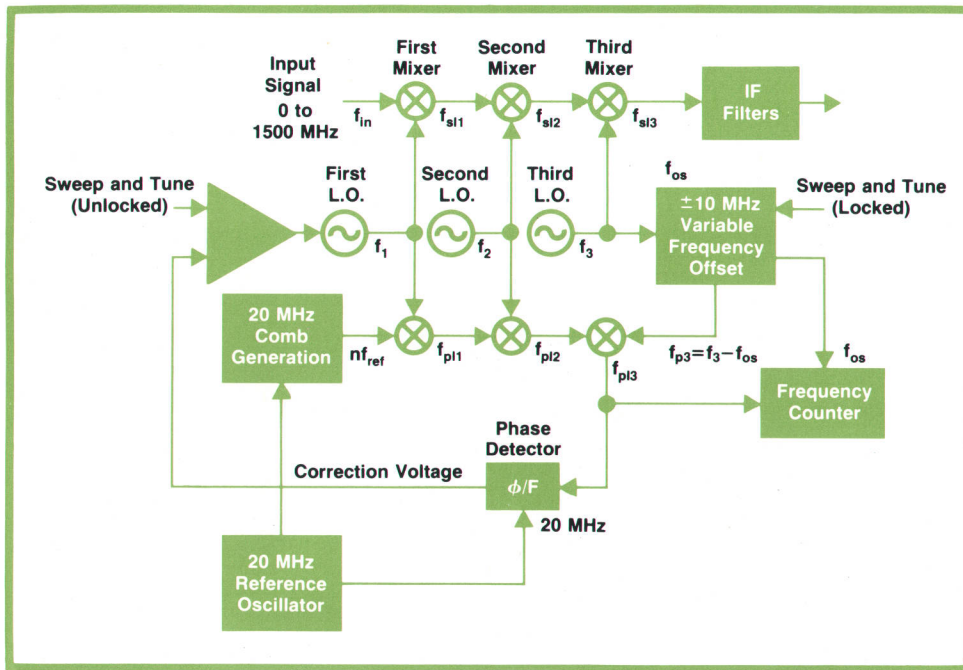 First
Mixer
Second
Mixer
Third
Mixer
Input
Signal
0 to
1500 MHz
f_in
f_sl1
f_sl2
f_sl3
IF
Filters
Sweep and Tune
(Unlocked)
First
L.O.
f_1
Second
L.O.
f_2
Third
L.O.
f_3
f_os
±10 MHz
Variable
Frequency
Offset
Sweep and Tune
(Locked)
20 MHz
Comb
Generation
nf_ref
f_pl1
f_pl2
f_pl3
f_p3=f_3−f_os
f_os
Frequency
Counter
Phase
Detector
ϕ/F
Correction Voltage
20 MHz
20 MHz
Reference
Oscillator